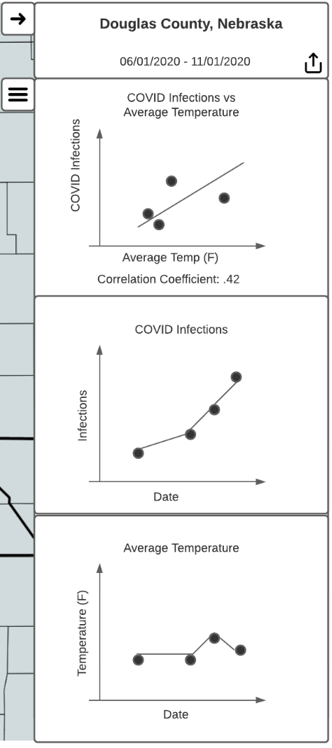 Douglas County, Nebraska
06/01/2020 - 11/01/2020
COVID Infections vs
Average Temperature
COVID Infections
Average Temp (F)
Correlation Coefficient: .42
COVID Infections
Infections
Date
Average Temperature
Temperature (F)
Date